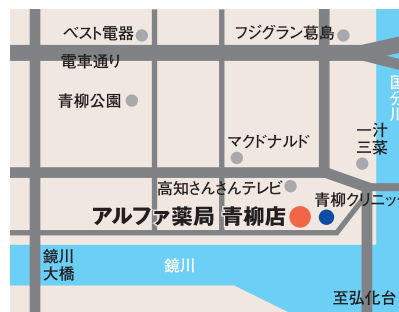 ベスト電器
フジグラン葛島
電車通り
国分川
青柳公園
一汁
三菜
マクドナルド
高知さんさんテレビ
青柳クリニック
アルファ薬局 青柳店
鏡川
大橋
鏡川
至弘化台